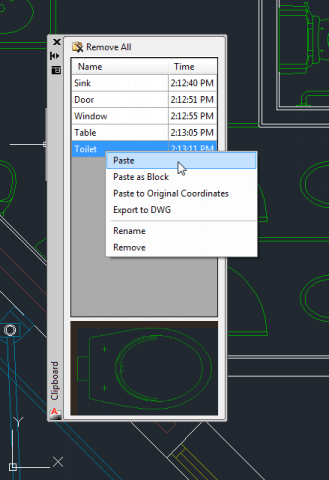 Remove All
Name Time
Sink 2:12:40 PM
Door 2:12:51 PM
Window 2:12:55 PM
Table 2:13:05 PM
Toilet 2:13:11 PM
Paste
Paste as Block
Paste to Original Coordinates
Export to DWG
Rename
Remove
Clipboard
Y
X